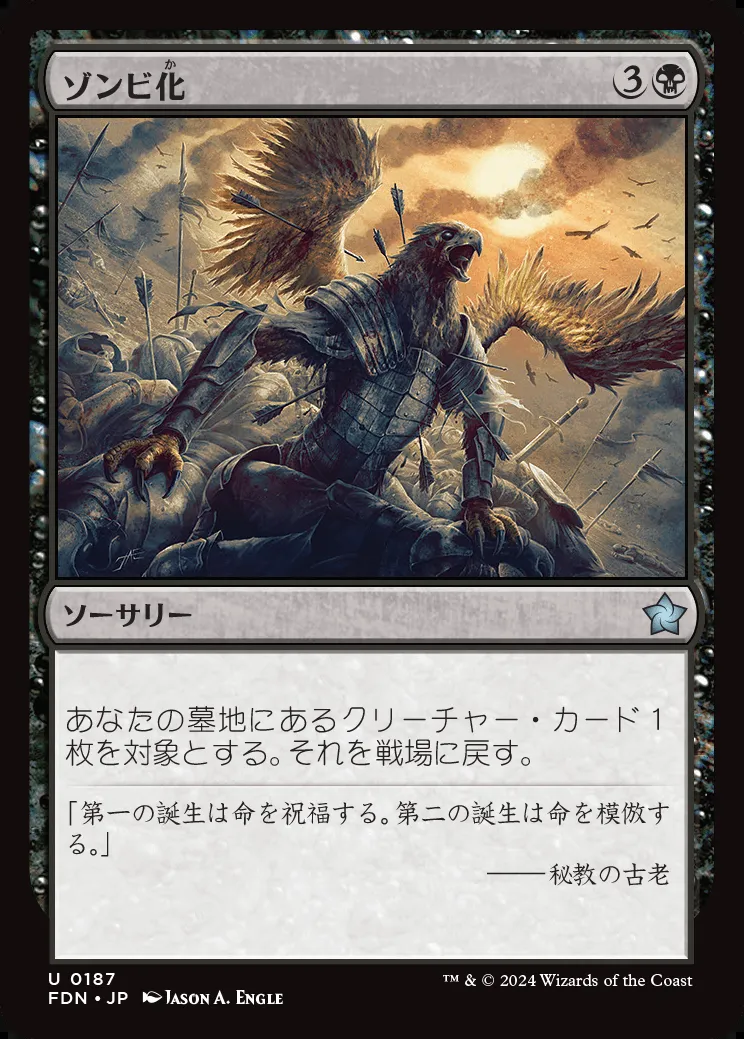 ゾンビ化
か
3
ソーサリー
あなたの墓地にあるクリーチャー・カード1
枚を対象とする。それを戦場に戻す。
「第一の誕生は命を祝福する。第二の誕生は命を模倣す
る。」
――秘教の古老
U 0187
FDN • JP Jason A. Engle
™ & © 2024 Wizards of the Coast
JAE